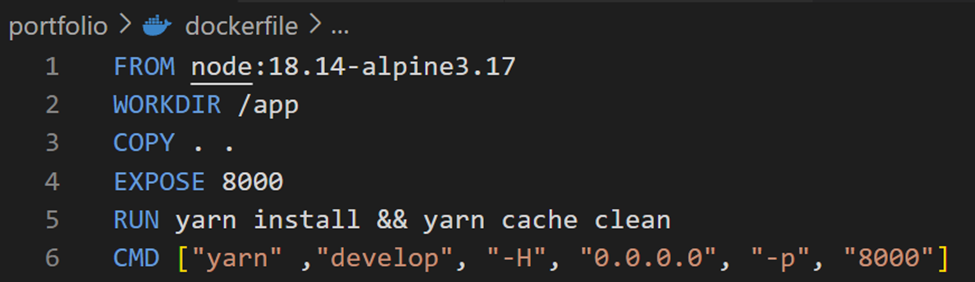 portfolio > dockerfile > ...
1 FROM node:18.14-alpine3.17
2 WORKDIR /app
3 COPY . .
4 EXPOSE 8000
5 RUN yarn install && yarn cache clean
6 CMD ["yarn" ,"develop", "-H", "0.0.0.0", "-p", "8000"]